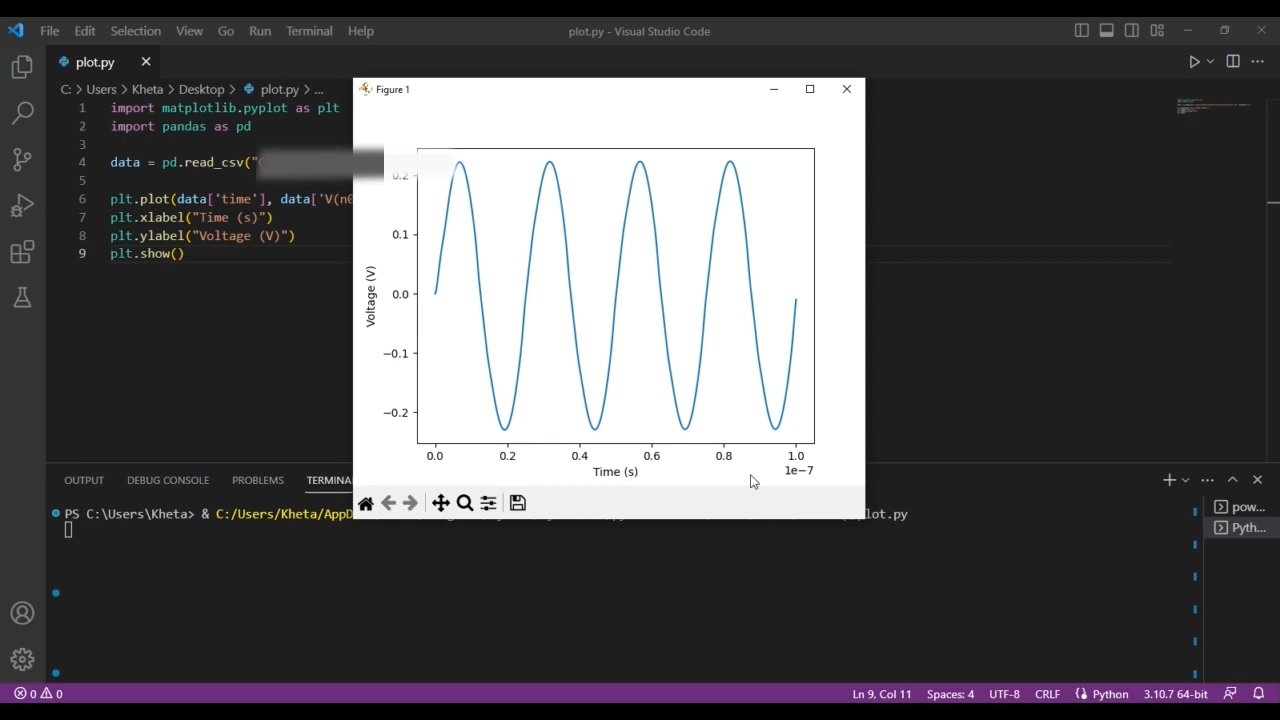 File Edit Selection View Go Run Terminal Help
plot.py - Visual Studio Code
plot.py
C: > Users > Kheta > Desktop > plot.py > ...
1 import matplotlib.pyplot as plt
2 import pandas as pd
3
4 data = pd.read_csv("
5
6 plt.plot(data['time'], data['V(n0
7 plt.xlabel("Time (s)")
8 plt.ylabel("Voltage (V)")
9 plt.show()
Figure 1
0.2
0.1
0.0
−0.1
−0.2
Voltage (V)
0.0 0.2 0.4 0.6 0.8 1.0
Time (s)
1e−7
OUTPUT DEBUG CONSOLE PROBLEMS TERMINA
PS C:\Users\Kheta> & C:/Users/Kheta/AppD
lot.py
pow...
Pyth...
0 0
Ln 9, Col 11 Spaces: 4 UTF-8 CRLF Python 3.10.7 64-bit